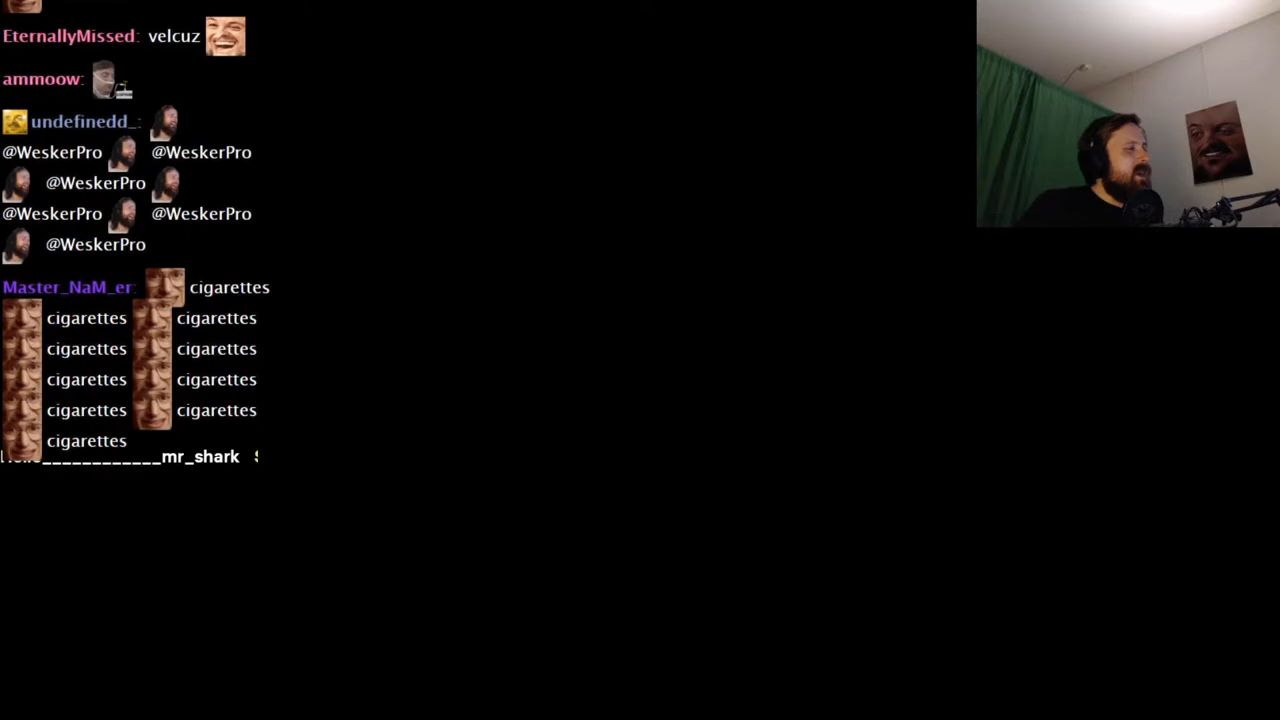 EternallyMissed: velcuz
ammoow:
undefinedd_:
@WeskerPro @WeskerPro
@WeskerPro
@WeskerPro @WeskerPro
@WeskerPro
Master_NaM_er: cigarettes
cigarettes cigarettes
cigarettes cigarettes
cigarettes cigarettes
cigarettes cigarettes
cigarettes
mr_shark